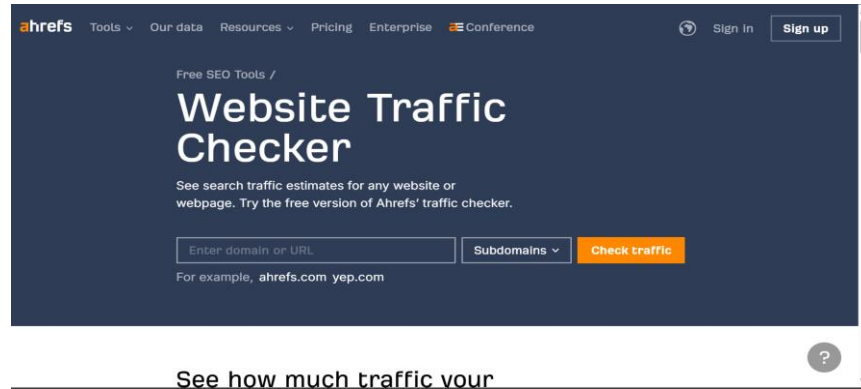 ahrefs Tools Our data Resources Pricing Enterprise Conference Sign in Sign up
Free SEO Tools /
Website Traffic
Checker
See search traffic estimates for any website or
webpage. Try the free version of Ahrefs' traffic checker.
Enter domain or URL Subdomains Check traffic
For example, ahrefs.com yep.com
?
See how much traffic your